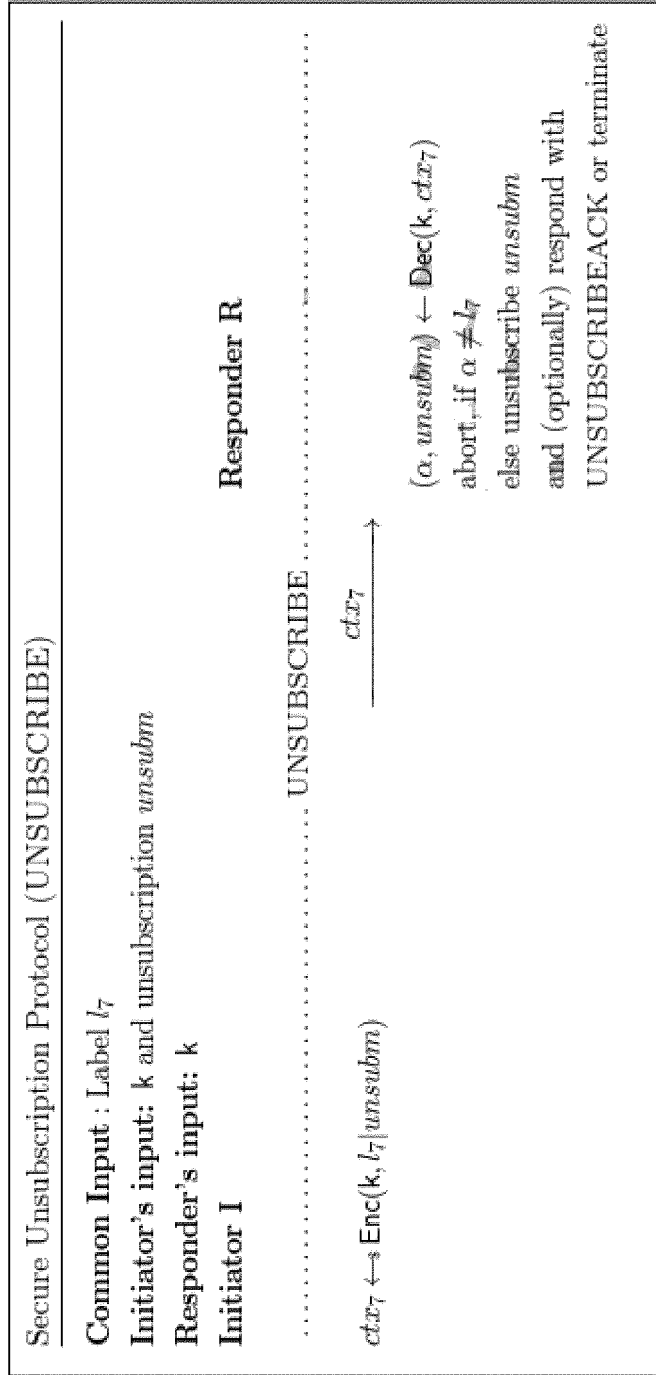 Secure Unsubscription Protocol (UNSUBSCRIBE)
Common Input : Label l₇
Initiator's input: k and unsubscription unsubm
Responder's input: k
Initiator I Responder R
UNSUBSCRIBE
ctx₇ ←$ Enc(k, l₇|unsubm)
ctx₇
(α, unsubm) ← Dec(k, ctx₇)
abort, if α ≠ l₇
else unsubscribe unsubm
and (optionally) respond with
UNSUBSCRIBEACK or terminate